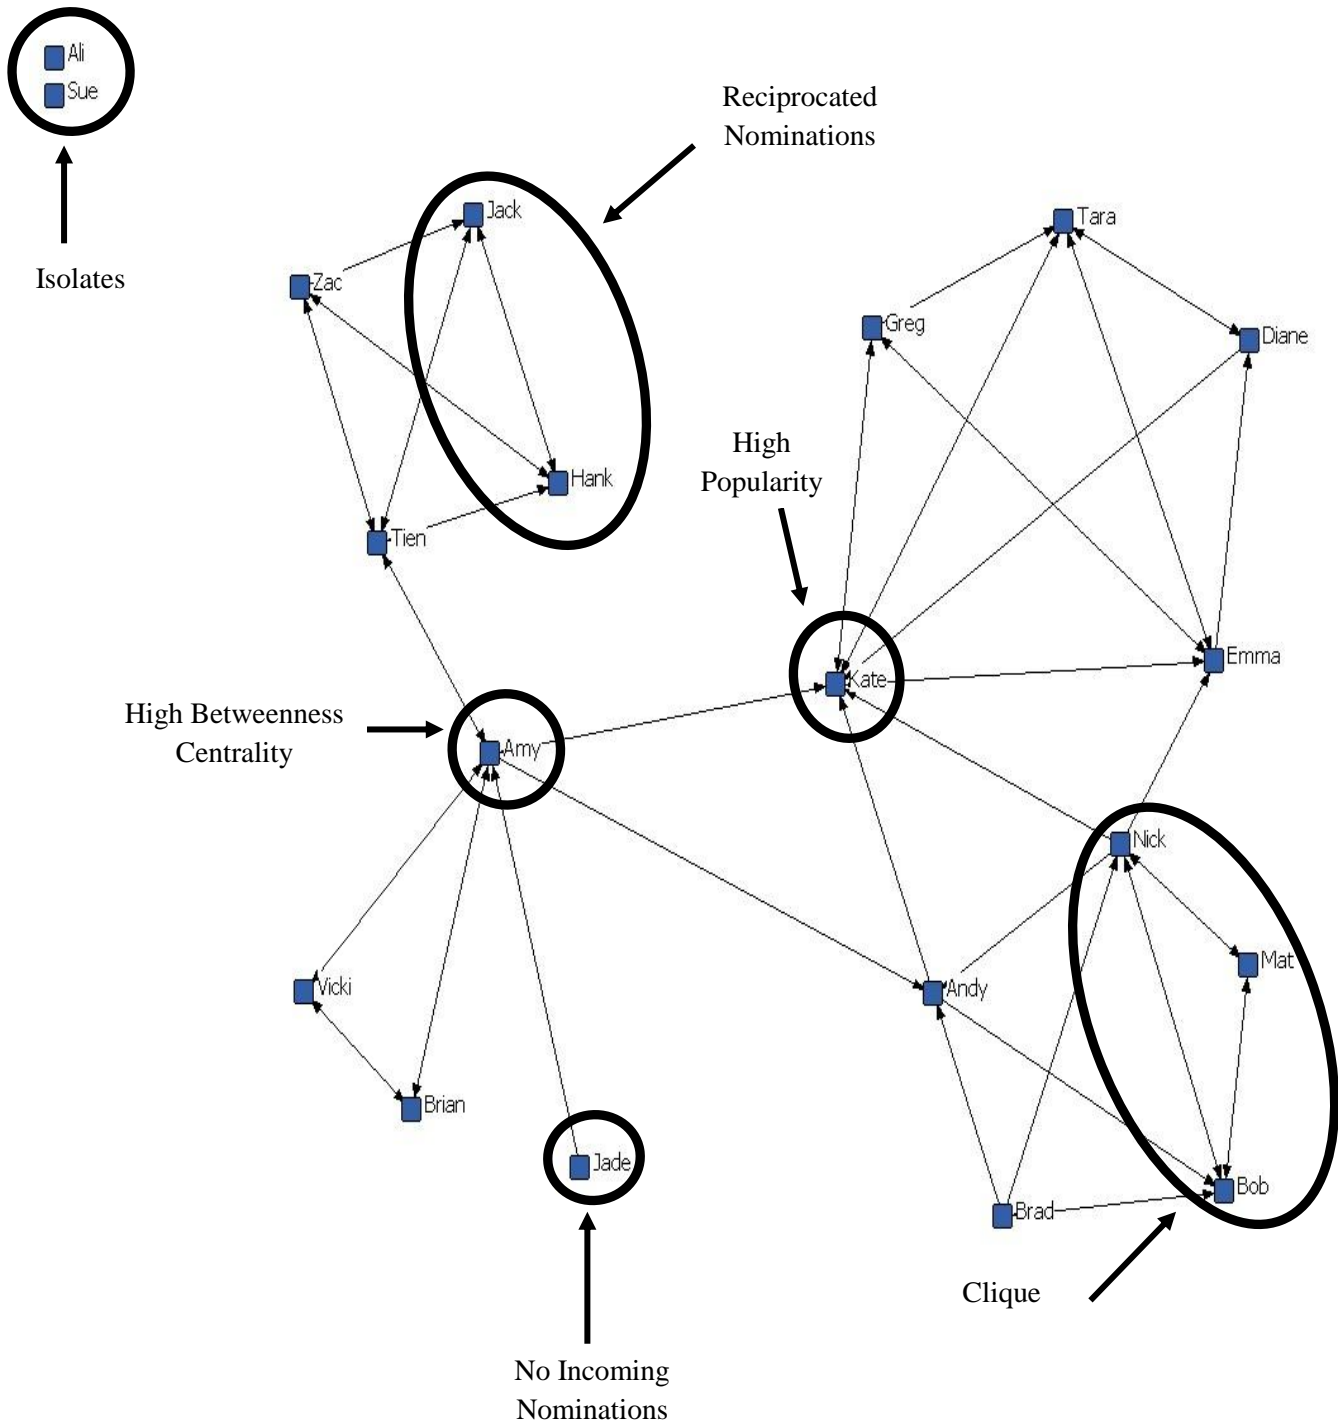 Ali
Sue
Isolates
Reciprocated
Nominations
Jack
Zac
Hank
Tien
Tara
Greg
Diane
High
Popularity
Kate
Emma
High Betweenness
Centrality
Amy
Nick
Mat
Andy
Vicki
Brian
Jade
Bob
Brad
Clique
No Incoming
Nominations